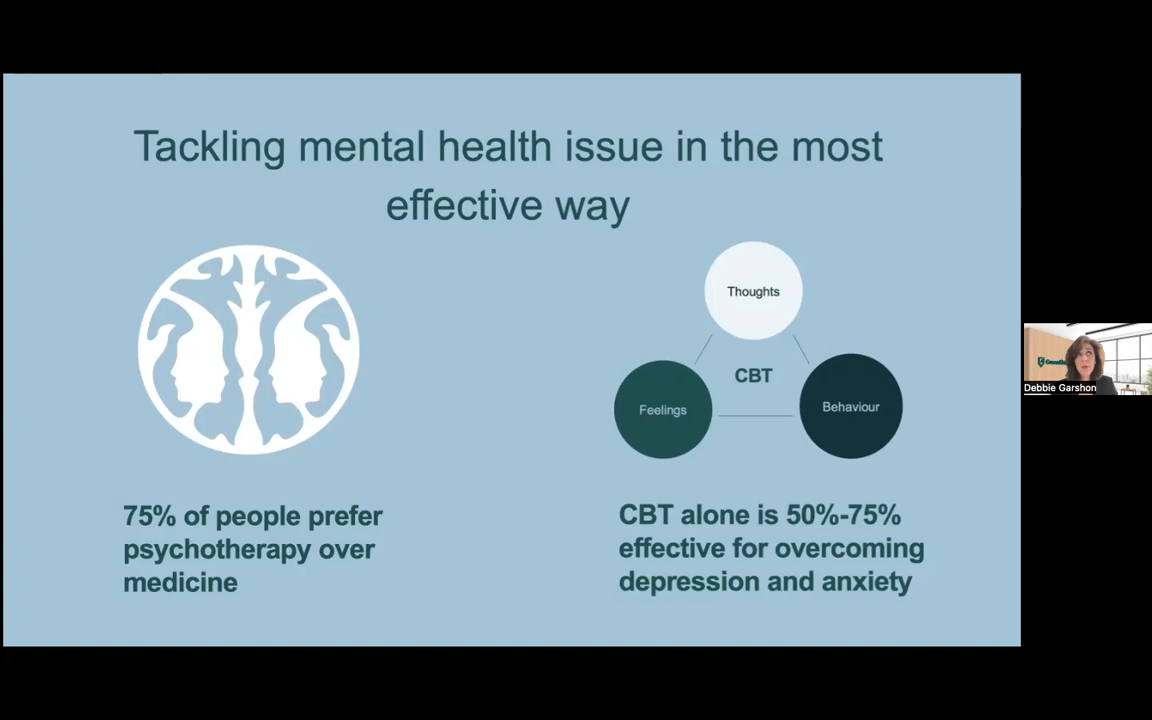 Tackling mental health issue in the most
effective way
Thoughts
CBT
Feelings
Behaviour
75% of people prefer
psychotherapy over
medicine
CBT alone is 50%-75%
effective for overcoming
depression and anxiety
Debbie Garshon